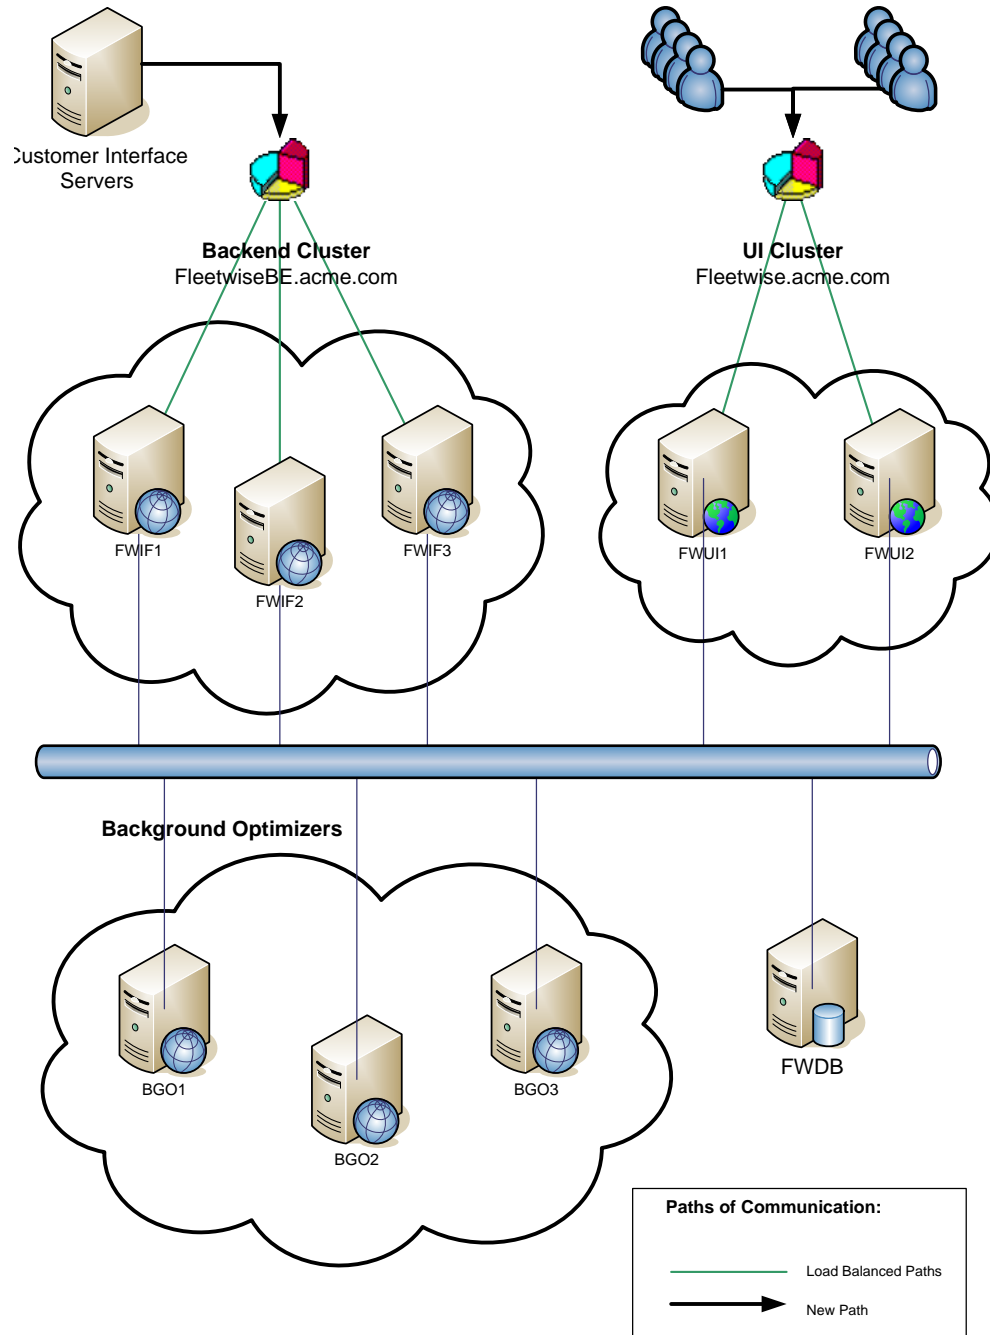 Customer Interface
Servers
Backend Cluster
FleetwiseBE.acme.com
UI Cluster
Fleetwise.acme.com
FWIF1
FWIF2
FWIF3
FWUI1
FWUI2
Background Optimizers
BGO1
BGO2
BGO3
FWDB
Paths of Communication:
Load Balanced Paths
New Path